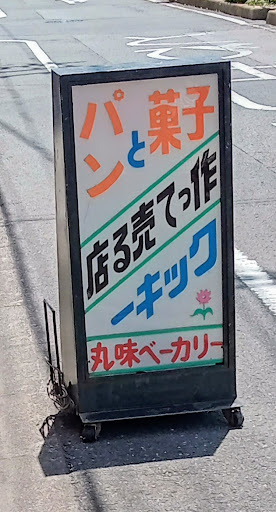 パンと菓子
作って売る店
クッキー
丸味ベーカリー